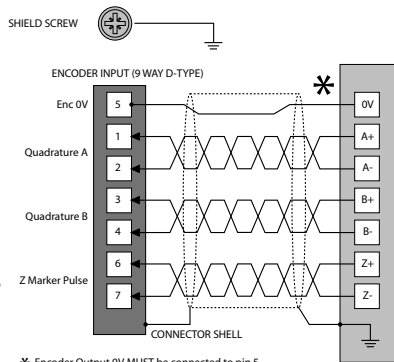 SHIELD SCREW
ENCODER INPUT (9 WAY D-TYPE)
*
Enc 0V 5 0V
1 A+
Quadrature A
2 A-
3 B+
Quadrature B
4 B-
6 Z+
Z Marker Pulse
7 Z-
CONNECTOR SHELL
* Encoder Output 0V MUST be connected to pin 5